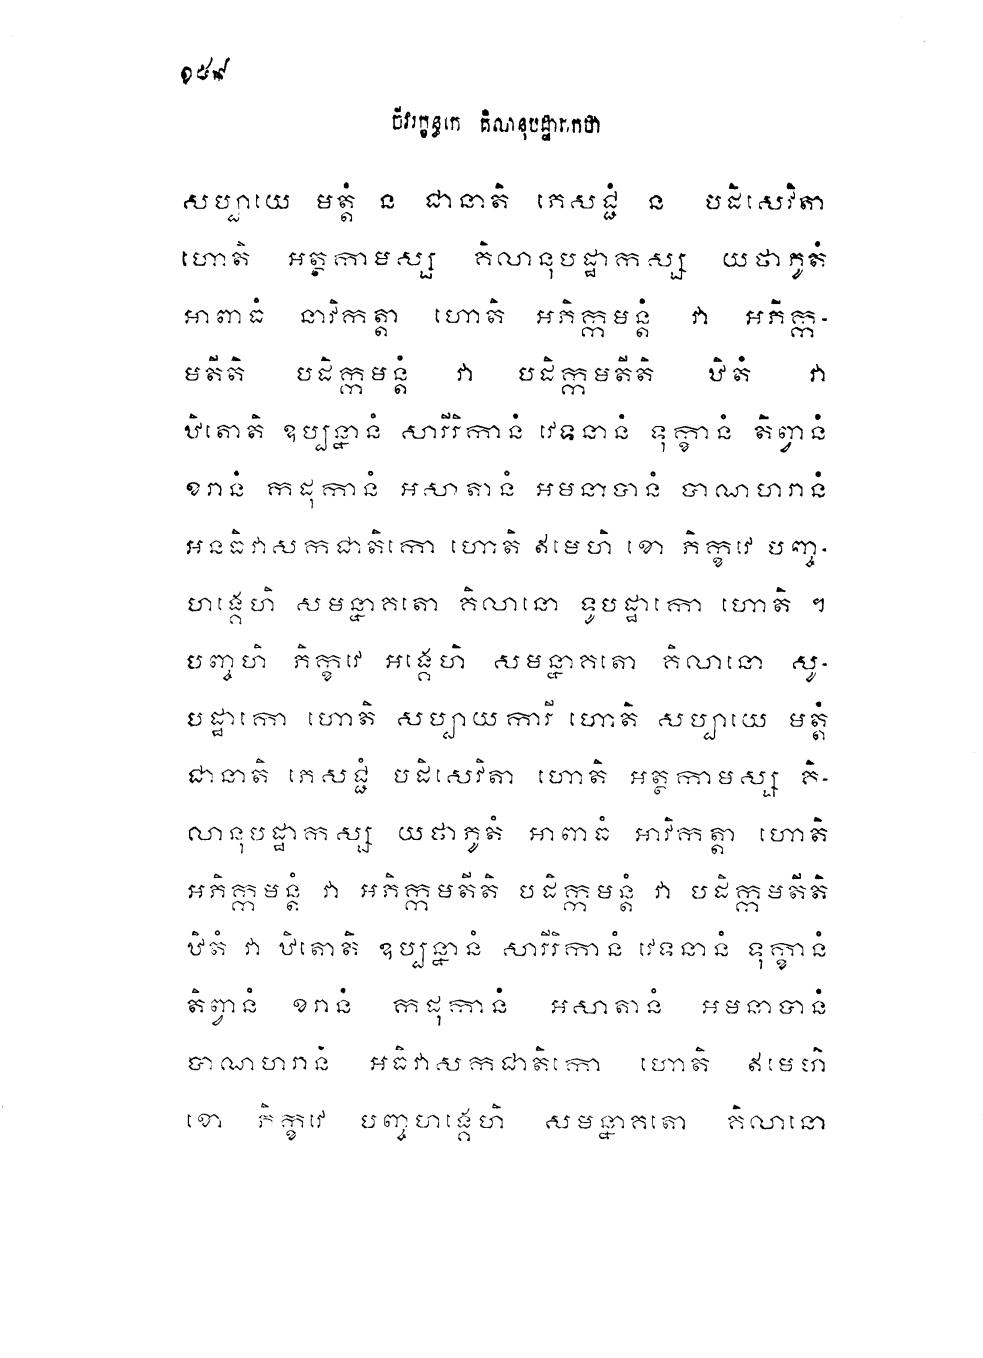 ១៥៩
ចីវរក្ខន្ធកេ គិលានុបដ្ឋាកកថា
សប្បាយេ មត្តំ ន ជានាតិ ភេសជ្ជំ ន បដិសេវិតា
ហោតិ អត្ថកាមស្ស គិលានុបដ្ឋាកស្ស យថាភូតំ
អាពាធំ នាវិកត្តា ហោតិ អភិក្កមន្តំ វា អភិក្ក-
មតីតិ បដិក្កមន្តំ វា បដិក្កមតីតិ ឋិតំ វា
ឋិតោតិ ឧប្បន្នានំ សារីរិកានំ វេទនានំ ទុក្ខានំ តិព្វានំ
ខរានំ កដុកានំ អសាតានំ អមនាបានំ បាណហរានំ
អនធិវាសកជាតិកោ ហោតិ ឥមេហិ ខោ ភិក្ខវេ បញ្ច-
ហង្គេហិ សមន្នាគតោ គិលានោ ទូបដ្ឋាកោ ហោតិ ។
បញ្ចហិ ភិក្ខវេ អង្គេហិ សមន្នាគតោ គិលានោ សូ-
បដ្ឋាកោ ហោតិ សប្បាយការី ហោតិ សប្បាយេ មត្តំ
ជានាតិ ភេសជ្ជំ បដិសេវិតា ហោតិ អត្ថកាមស្ស គិ-
លានុបដ្ឋាកស្ស យថាភូតំ អាពាធំ អាវិកត្តា ហោតិ
អភិក្កមន្តំ វា អភិក្កមតីតិ បដិក្កមន្តំ វា បដិក្កមតីតិ
ឋិតំ វា ឋិតោតិ ឧប្បន្នានំ សារីរិកានំ វេទនានំ ទុក្ខានំ
តិព្វានំ ខរានំ កដុកានំ អសាតានំ អមនាបានំ
បាណហរានំ អធិវាសកជាតិកោ ហោតិ ឥមេហិ
ខោ ភិក្ខវេ បញ្ចហង្គេហិ សមន្នាគតោ គិលានោ